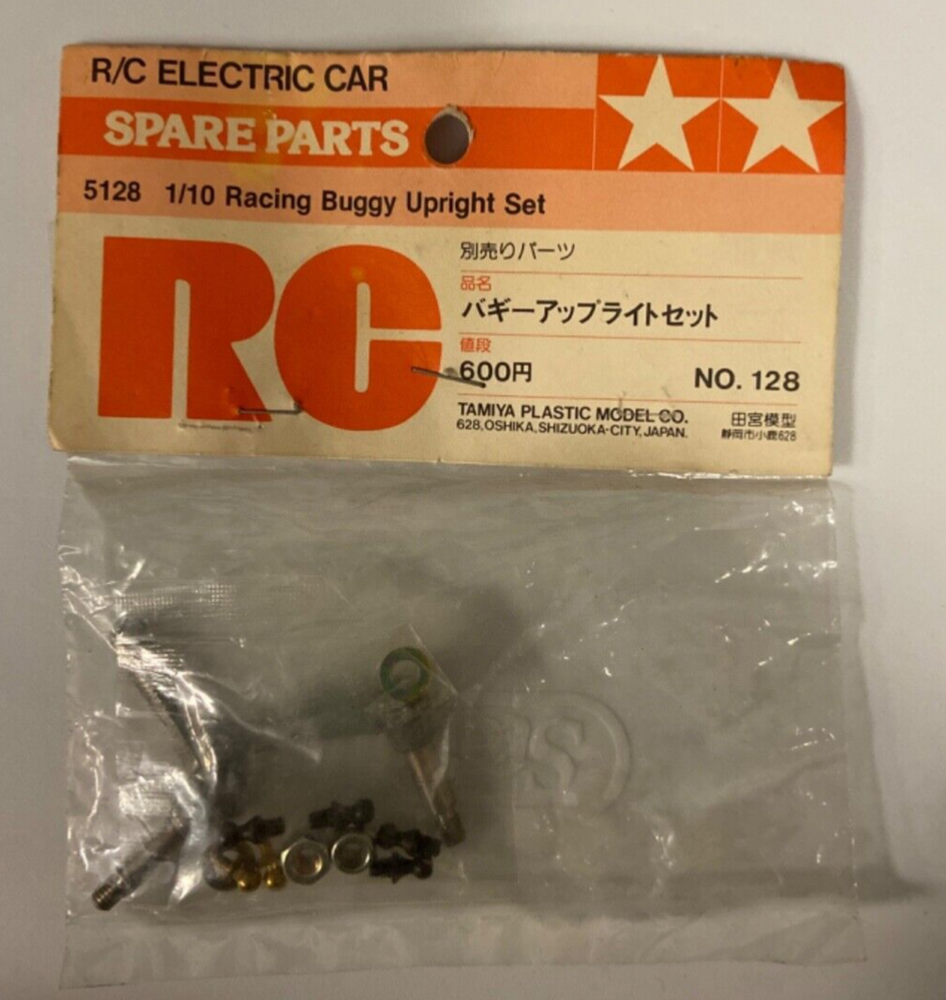 R/C ELECTRIC CAR
SPARE PARTS
5128 1/10 Racing Buggy Upright Set
RC
別売りパーツ
品名
バギーアップライトセット
値段
600円
NO. 128
TAMIYA PLASTIC MODEL CO.
628, OSHIKA, SHIZUOKA-CITY, JAPAN.
田宮模型
静岡市小鹿628